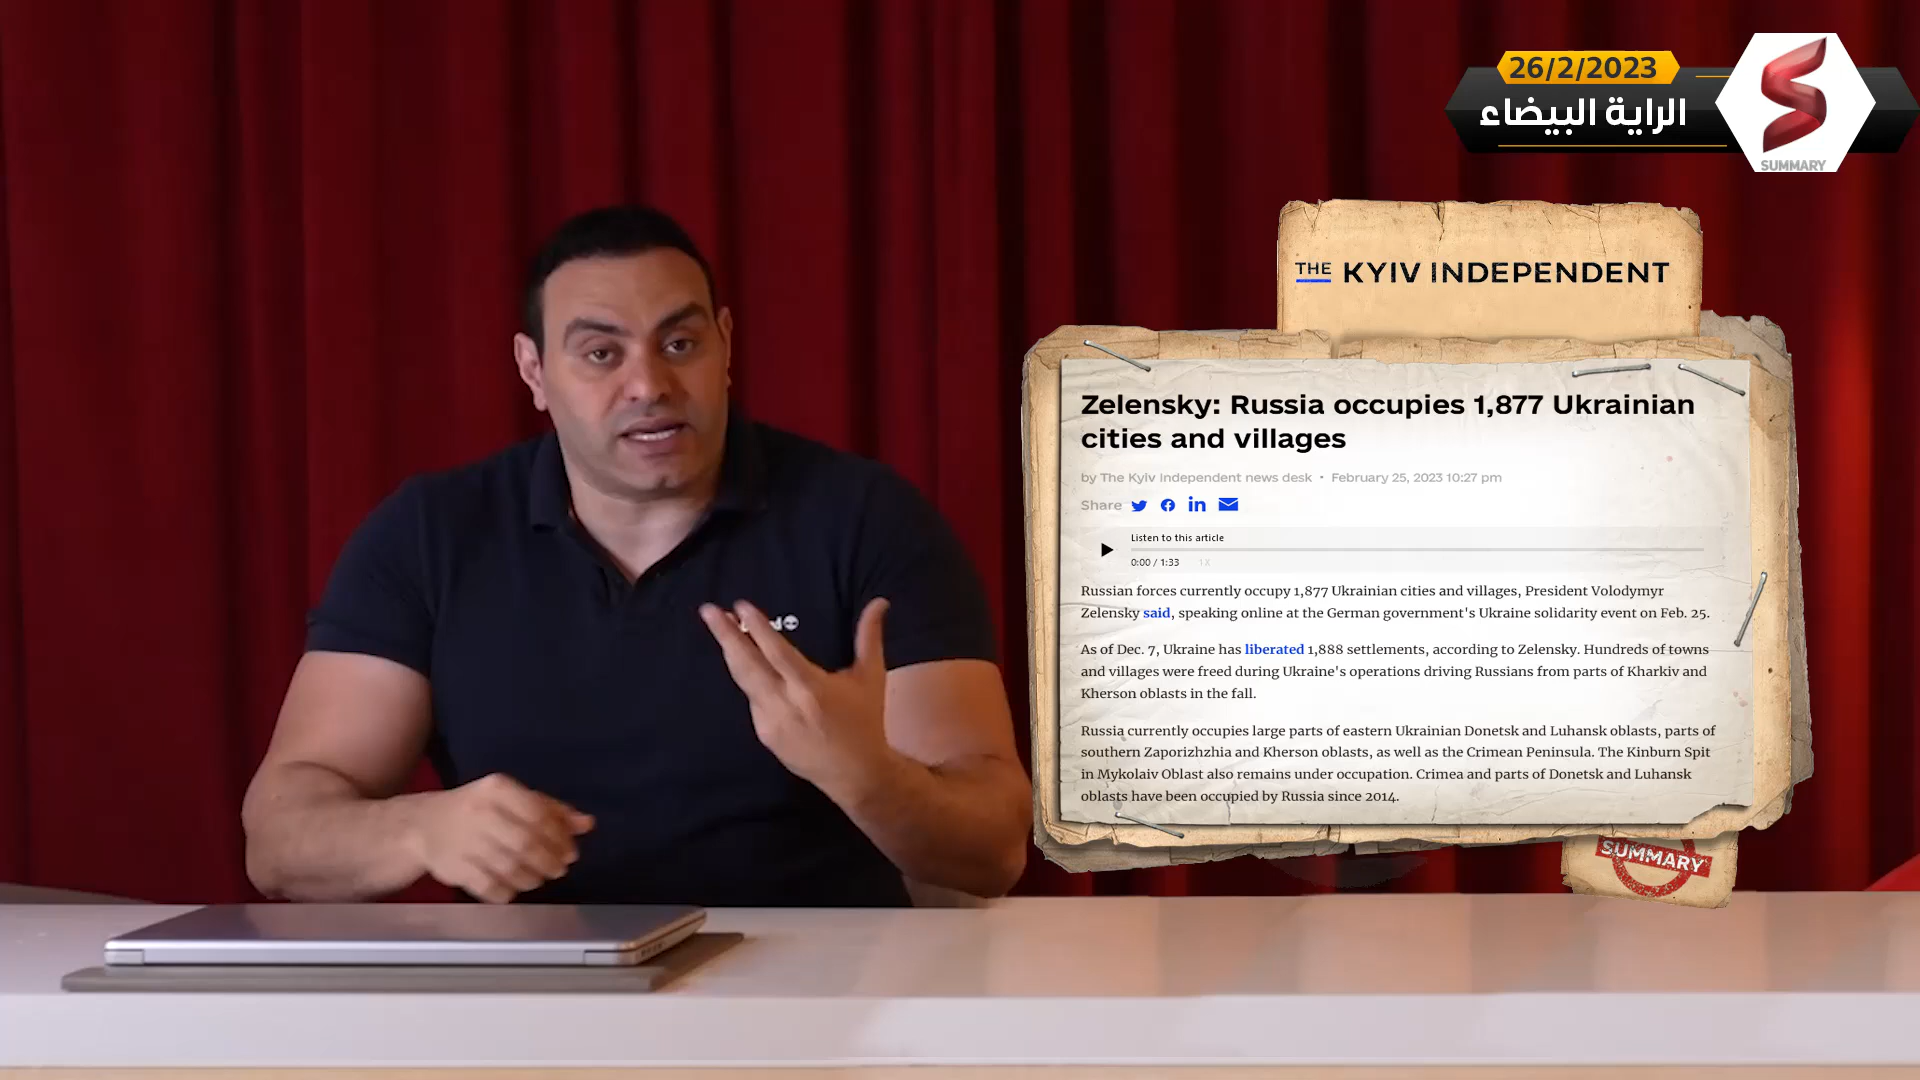 26/2/2023
الراية البيضاء
SUMMARY
THE KYIV INDEPENDENT
Zelensky: Russia occupies 1,877 Ukrainian
cities and villages
by The Kyiv Independent news desk • February 25, 2023 10:27 pm
Share
Listen to this article
0:00 / 1:33 1X
Russian forces currently occupy 1,877 Ukrainian cities and villages, President Volodymyr
Zelensky said, speaking online at the German government's Ukraine solidarity event on Feb. 25.
As of Dec. 7, Ukraine has liberated 1,888 settlements, according to Zelensky. Hundreds of towns
and villages were freed during Ukraine's operations driving Russians from parts of Kharkiv and
Kherson oblasts in the fall.
Russia currently occupies large parts of eastern Ukrainian Donetsk and Luhansk oblasts, parts of
southern Zaporizhzhia and Kherson oblasts, as well as the Crimean Peninsula. The Kinburn Spit
in Mykolaiv Oblast also remains under occupation. Crimea and parts of Donetsk and Luhansk
oblasts have been occupied by Russia since 2014.
SUMMARY